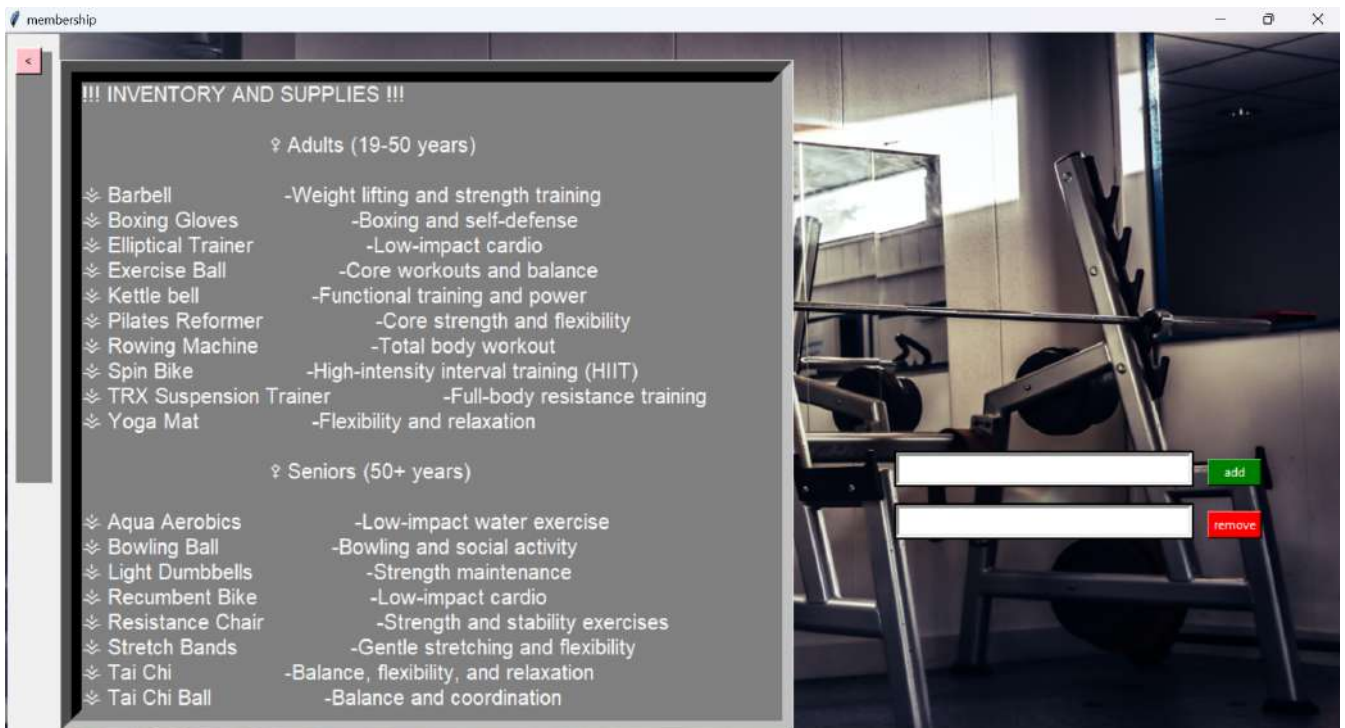 membership
<
!!! INVENTORY AND SUPPLIES !!!
♀ Adults (19-50 years)
⚶ Barbell -Weight lifting and strength training
⚶ Boxing Gloves -Boxing and self-defense
⚶ Elliptical Trainer -Low-impact cardio
⚶ Exercise Ball -Core workouts and balance
⚶ Kettle bell -Functional training and power
⚶ Pilates Reformer -Core strength and flexibility
⚶ Rowing Machine -Total body workout
⚶ Spin Bike -High-intensity interval training (HIIT)
⚶ TRX Suspension Trainer -Full-body resistance training
⚶ Yoga Mat -Flexibility and relaxation
♀ Seniors (50+ years)
⚶ Aqua Aerobics -Low-impact water exercise
⚶ Bowling Ball -Bowling and social activity
⚶ Light Dumbbells -Strength maintenance
⚶ Recumbent Bike -Low-impact cardio
⚶ Resistance Chair -Strength and stability exercises
⚶ Stretch Bands -Gentle stretching and flexibility
⚶ Tai Chi -Balance, flexibility, and relaxation
⚶ Tai Chi Ball -Balance and coordination
add
remove